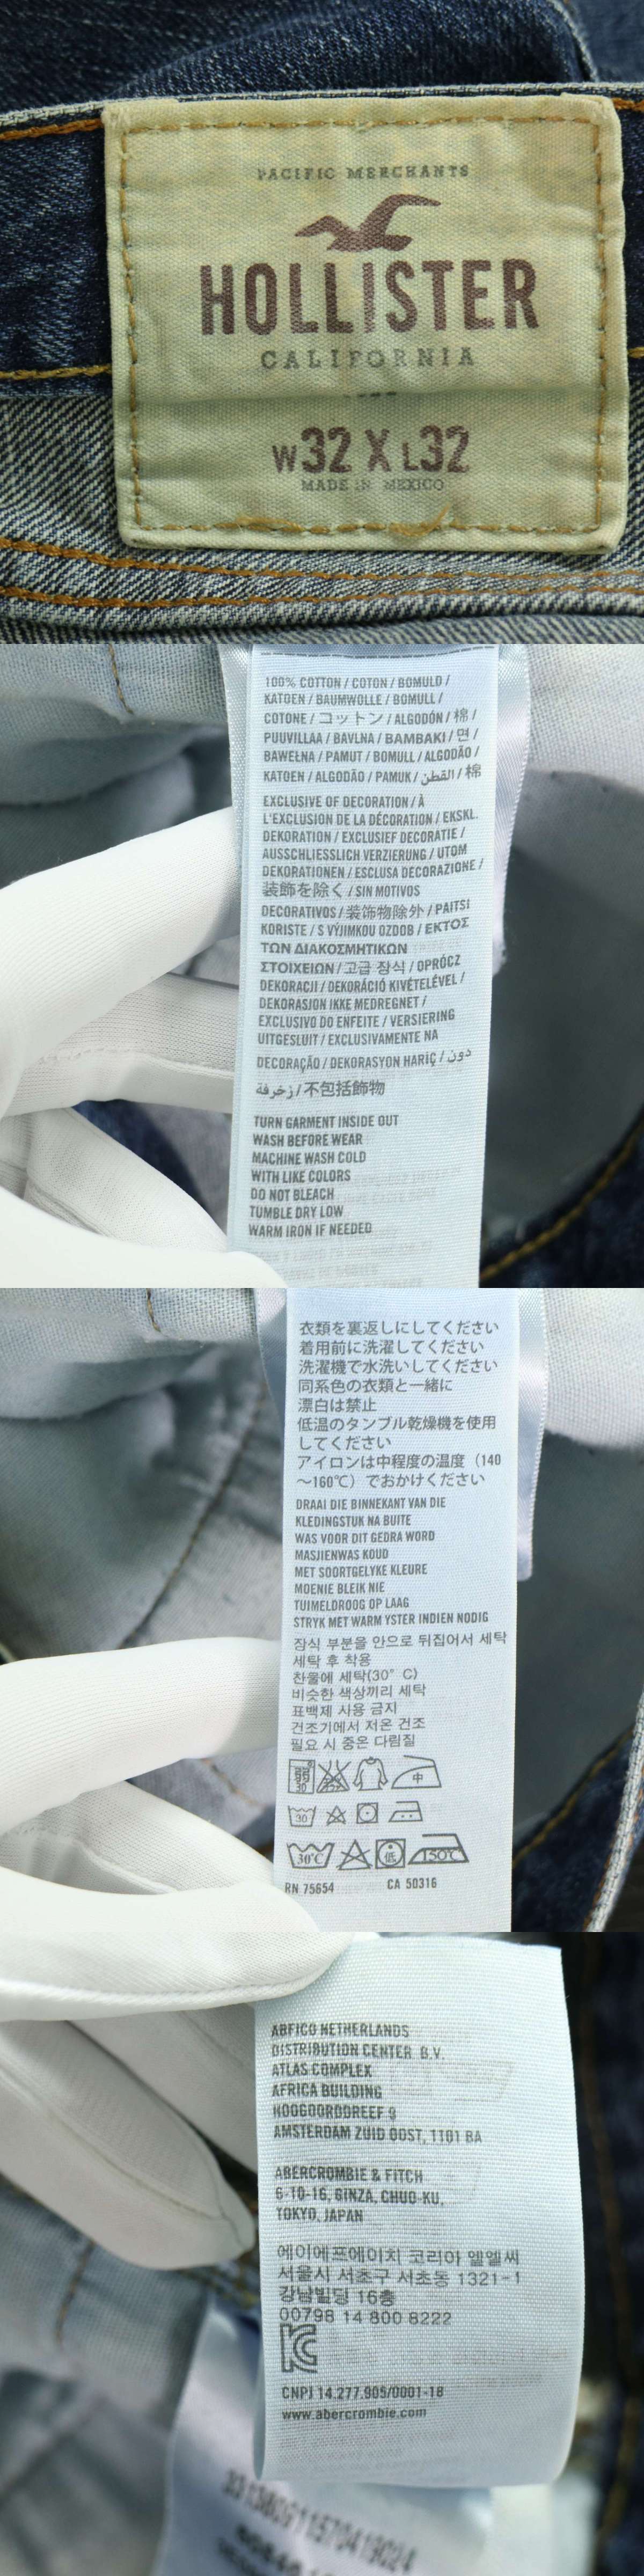 PACIFIC MERCHANTS
HOLLISTER
CALIFORNIA
W32 X L32
MADE IN MEXICO
100% COTTON / COTON / BOMULD /
KATOEN / BAUMWOLLE / BOMULL /
COTONE / コットン / ALGODÓN / 棉 /
PUUVILLAA / BAVLNA / ΒΑΜΒΑΚΙ / 면 /
BAWEŁNA / PAMUT / BOMULL / ALGODÃO /
KATOEN / ALGODÃO / PAMUK / القطن / 棉
EXCLUSIVE OF DECORATION / À
L'EXCLUSION DE LA DÉCORATION / EKSKL.
DEKORATION / EXCLUSIEF DECORATIE /
AUSSCHLIESSLICH VERZIERUNG / UTOM
DEKORATIONEN / ESCLUSA DECORAZIONE /
装飾を除く / SIN MOTIVOS
DECORATIVOS / 装饰物除外 / PAITSI
KORISTE / S VÝJIMKOU OZDOB / ΕΚΤΟΣ
ΤΩΝ ΔΙΑΚΟΣΜΗΤΙΚΩΝ
ΣΤΟΙΧΕΙΩΝ / 고급 장식 / OPRÓCZ
DEKORACJI / DEKORÁCIÓ KIVÉTELÉVEL /
DEKORASJON IKKE MEDREGNET /
EXCLUSIVO DO ENFEITE / VERSIERING
UITGESLUIT / EXCLUSIVAMENTE NA
DECORAÇÃO / DEKORASYON HARİÇ / دون
زخرفة / 不包括飾物
TURN GARMENT INSIDE OUT
WASH BEFORE WEAR
MACHINE WASH COLD
WITH LIKE COLORS
DO NOT BLEACH
TUMBLE DRY LOW
WARM IRON IF NEEDED
衣類を裏返しにしてください
着用前に洗濯してください
洗濯機で水洗いしてください
同系色の衣類と一緒に
漂白は禁止
低温のタンブル乾燥機を使用
してください
アイロンは中程度の温度（140
～160℃）でおかけください
DRAAI DIE BINNEKANT VAN DIE
KLEDINGSTUK NA BUITE
WAS VOOR DIT GEDRA WORD
MASJIENWAS KOUD
MET SOORTGELYKE KLEURE
MOENIE BLEIK NIE
TUIMELDROOG OP LAAG
STRYK MET WARM YSTER INDIEN NODIG
장식 부분을 안으로 뒤집어서 세탁
세탁 후 착용
찬물에 세탁(30° C)
비슷한 색상끼리 세탁
표백제 사용 금지
건조기에서 저온 건조
필요 시 중온 다림질
30 中
30
30℃ 低 150℃
RN 75654 CA 50316
ABFICO NETHERLANDS
DISTRIBUTION CENTER B.V.
ATLAS COMPLEX
AFRICA BUILDING
HOOGOORDDREEF 9
AMSTERDAM ZUID OOST, 1101 BA
ABERCROMBIE & FITCH
6-10-16, GINZA, CHUO-KU,
TOKYO, JAPAN
에이에프에이치 코리아 엘엘씨
서울시 서초구 서초동 1321-1
강남빌딩 16층
00798 14 800 8222
KC
CNPJ 14.277.905/0001-18
www.abercrombie.com